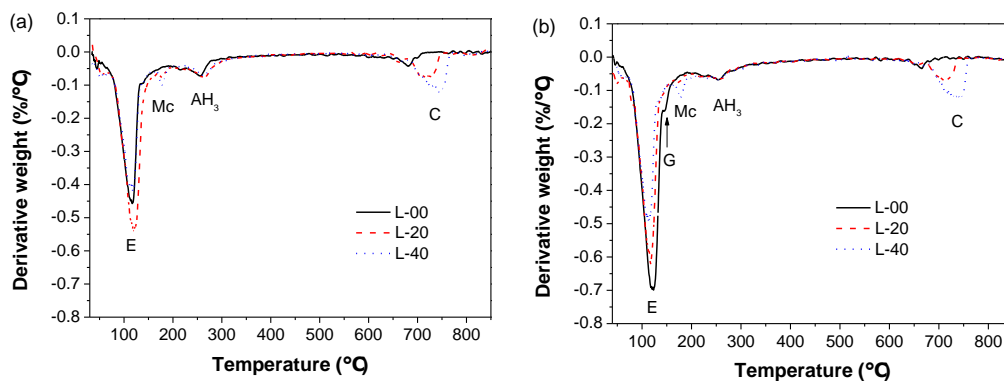 (a)
0.1
0.0
-0.1
-0.2
-0.3
-0.4
-0.5
-0.6
-0.7
-0.8
Derivative weight (%/°C)
Mc
AH3
C
E
L-00
L-20
L-40
100 200 300 400 500 600 700 800
Temperature (°C)
(b)
0.1
0.0
-0.1
-0.2
-0.3
-0.4
-0.5
-0.6
-0.7
-0.8
Derivative weight (%/°C)
Mc
AH3
G
C
E
L-00
L-20
L-40
100 200 300 400 500 600 700 800
Temperature (°C)